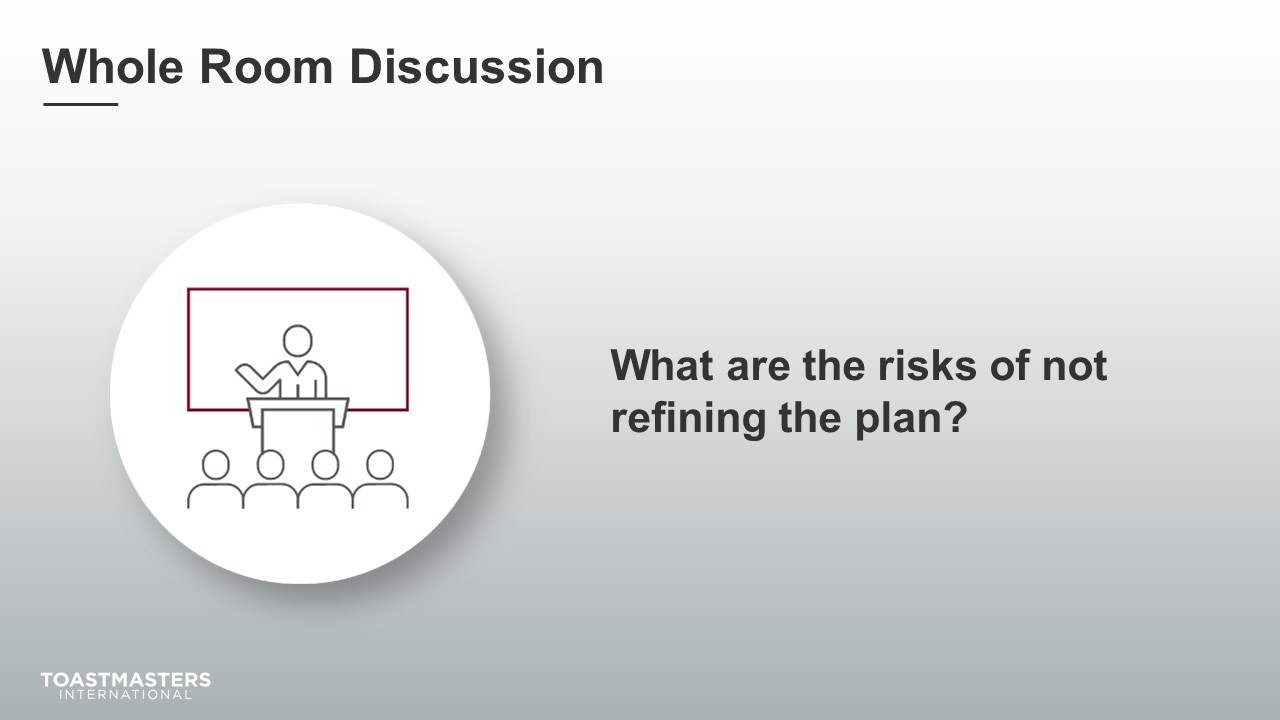 Whole Room Discussion
What are the risks of not
refining the plan?
TOASTMASTERS
INTERNATIONAL